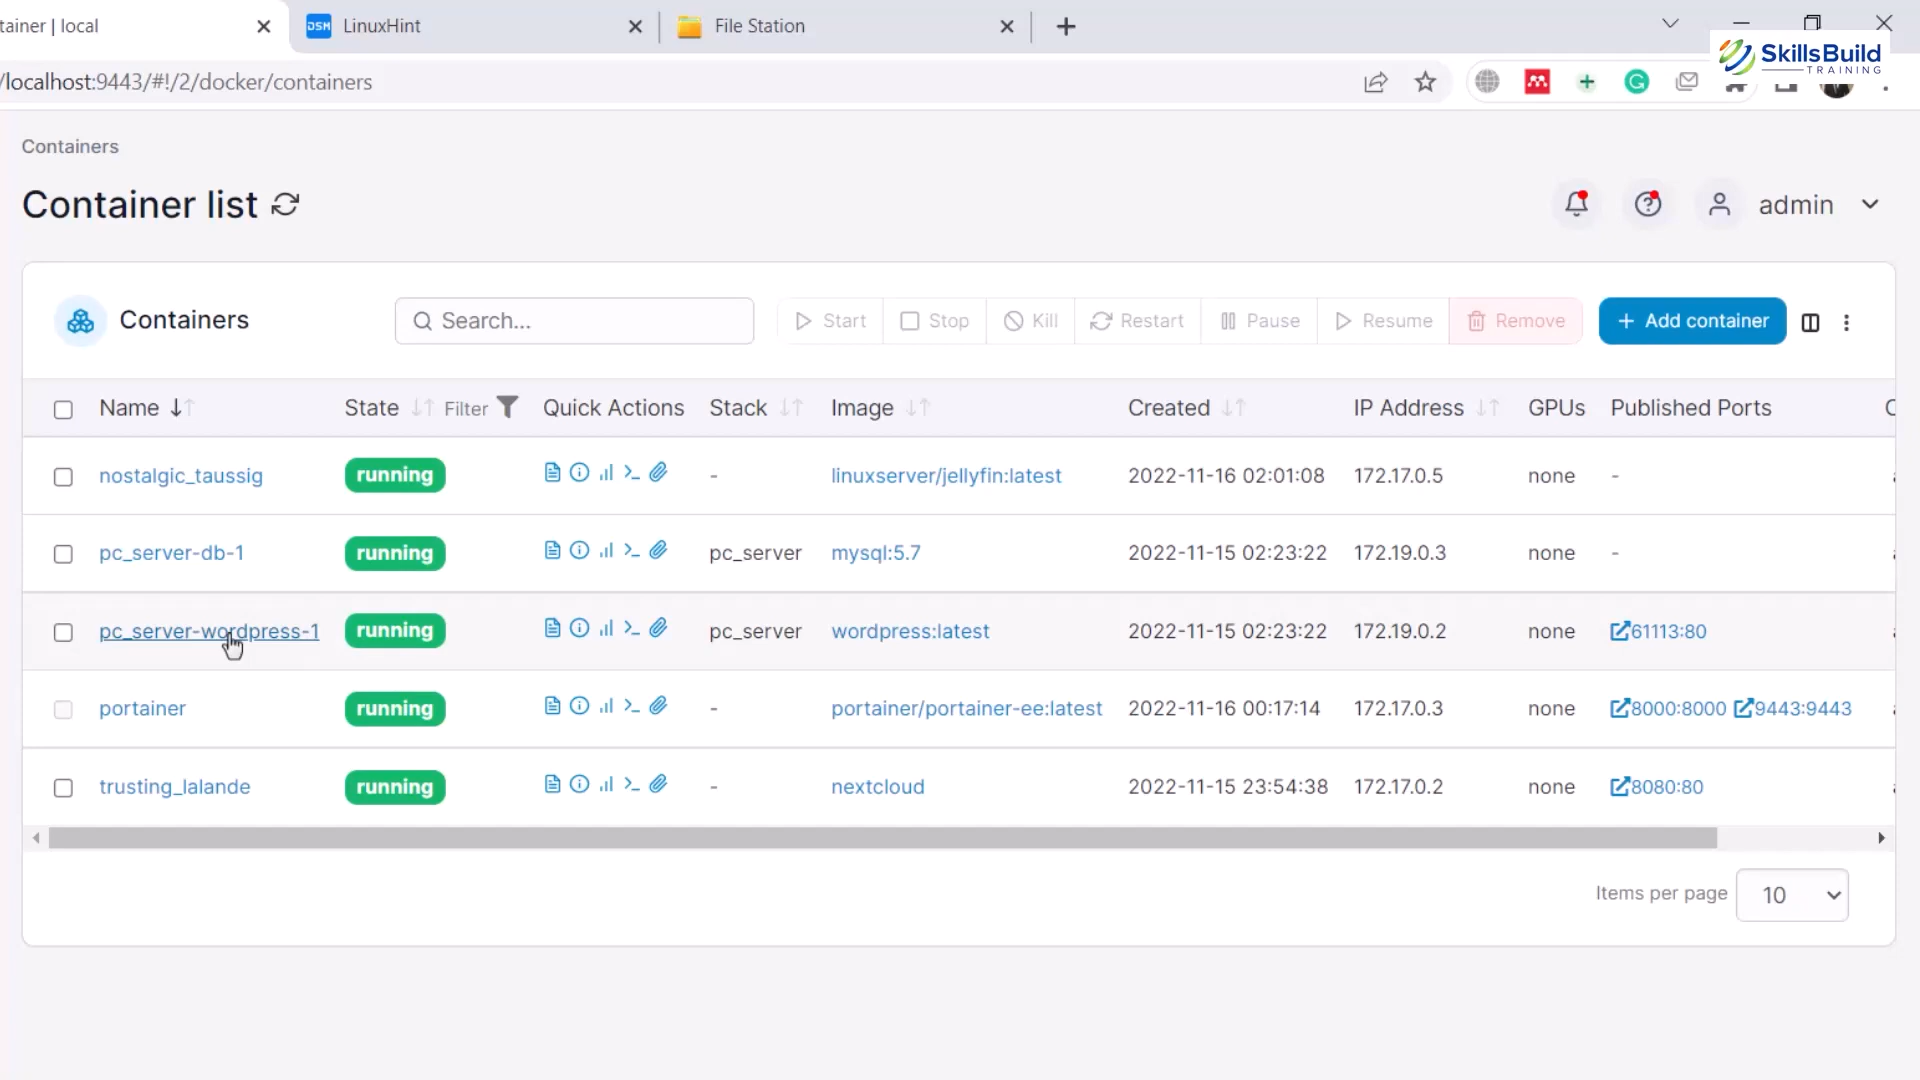 tainer | local
DSM LinuxHint
File Station
SkillsBuild
TRAINING
/localhost:9443/#!/2/docker/containers
Containers
Container list
admin
Containers
Search...
Start
Stop
Kill
Restart
Pause
Resume
Remove
+ Add container
Name State Filter Quick Actions Stack Image Created IP Address GPUs Published Ports
nostalgic_taussig running - linuxserver/jellyfin:latest 2022-11-16 02:01:08 172.17.0.5 none -
pc_server-db-1 running pc_server mysql:5.7 2022-11-15 02:23:22 172.19.0.3 none -
pc_server-wordpress-1 running pc_server wordpress:latest 2022-11-15 02:23:22 172.19.0.2 none 61113:80
portainer running - portainer/portainer-ee:latest 2022-11-16 00:17:14 172.17.0.3 none 8000:8000 9443:9443
trusting_lalande running - nextcloud 2022-11-15 23:54:38 172.17.0.2 none 8080:80
Items per page 10